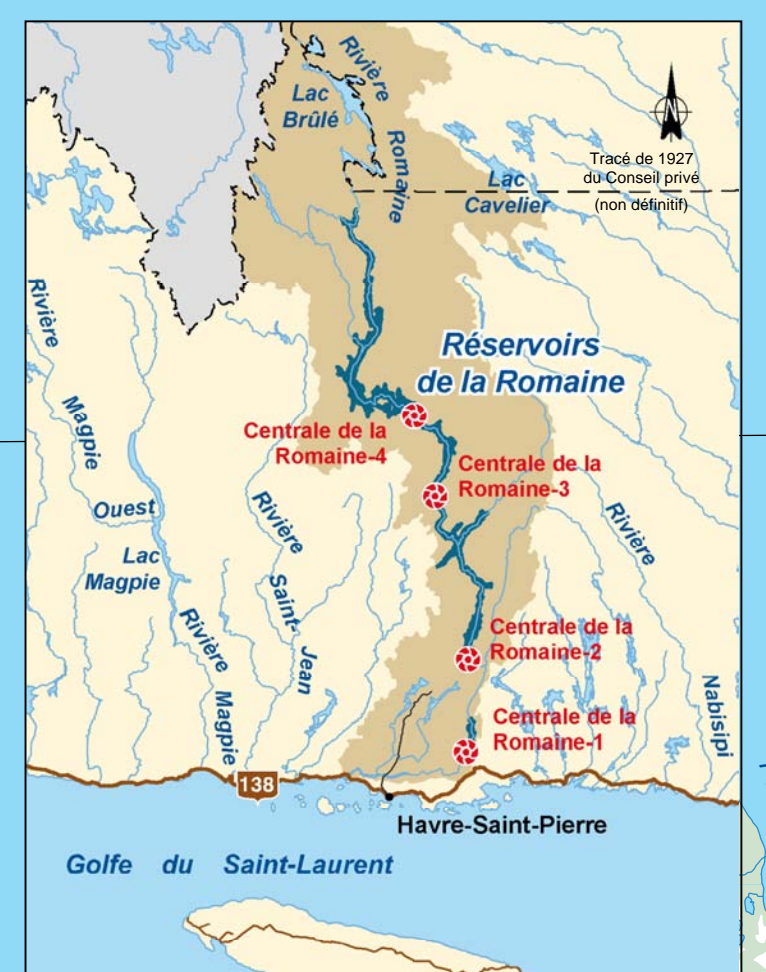 Rivière
Romaine
Lac
Brûlé
Tracé de 1927
du Conseil privé
(non définitif)
Lac
Cavelier
Rivière
Magpie
Ouest
Réservoirs
de la Romaine
Centrale de la
Romaine-4
Centrale de la
Romaine-3
Rivière
Saint-
Jean
Lac
Magpie
Rivière
Magpie
Rivière
Nabisipi
Centrale de la
Romaine-2
Centrale de la
Romaine-1
138
Havre-Saint-Pierre
Golfe du Saint-Laurent